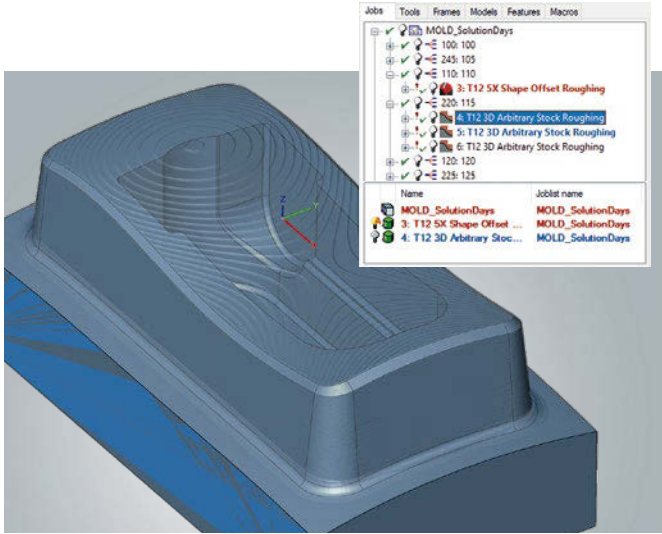 Jobs Tools Frames Models Features Macros
MOLD_SolutionDays
100: 100
245: 105
110: 110
3: T12 5X Shape Offset Roughing
220: 115
4: T12 3D Arbitrary Stock Roughing
5: T12 3D Arbitrary Stock Roughing
6: T12 3D Arbitrary Stock Roughing
120: 120
225: 125
Name Joblist name
MOLD_SolutionDays MOLD_SolutionDays
3: T12 5X Shape Offset ... MOLD_SolutionDays
4: T12 3D Arbitrary Stoc... MOLD_SolutionDays
Z
Y
X